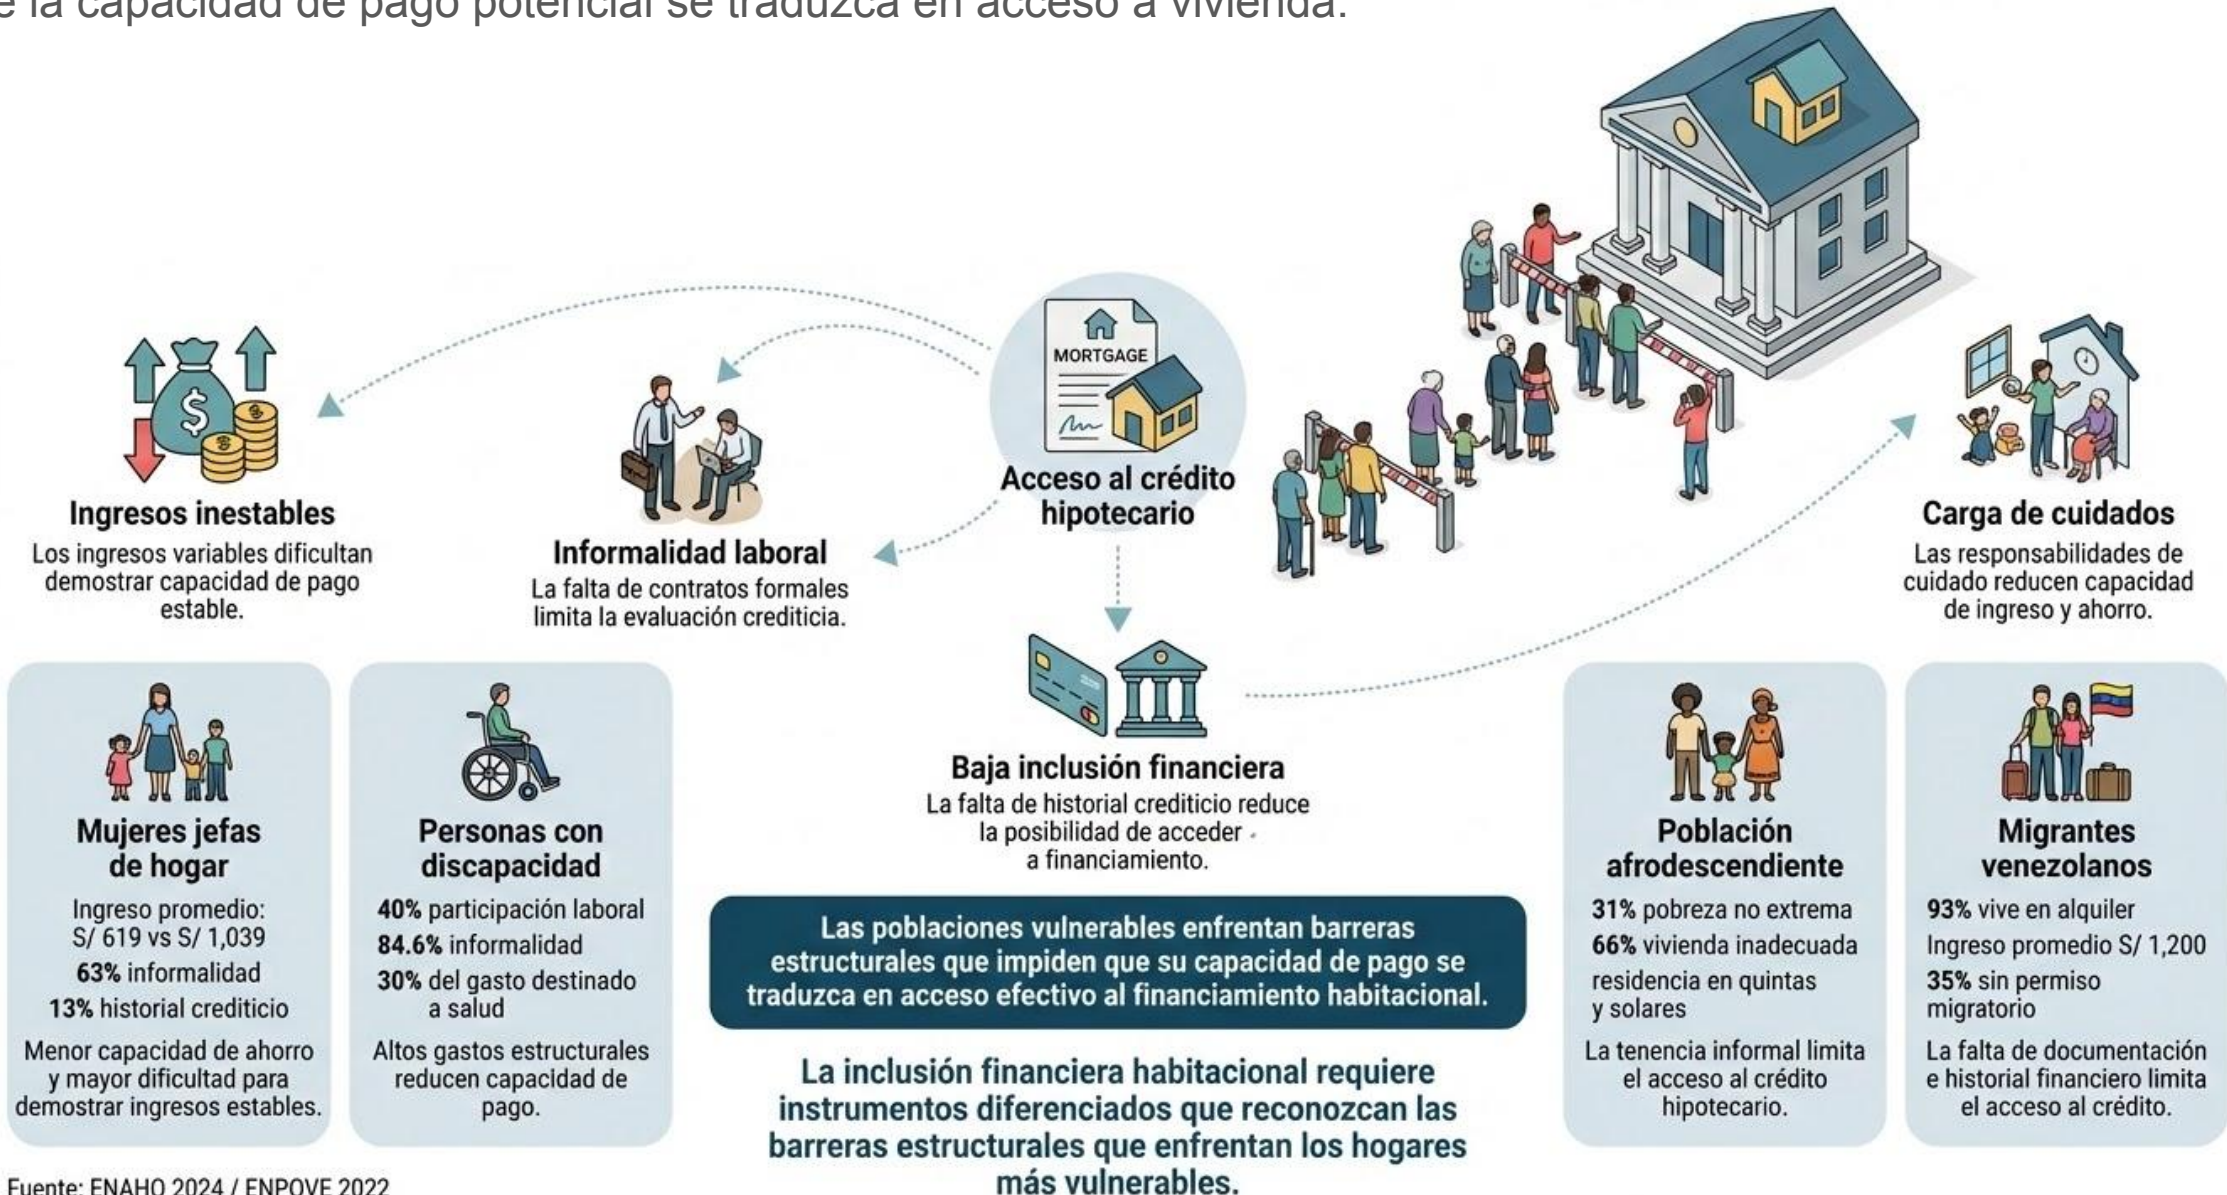 la capacidad de pago potencial se traduzca en acceso a vivienda.
MORTGAGE
Acceso al crédito
hipotecario
Ingresos inestables
Los ingresos variables dificultan
demostrar capacidad de pago
estable.
Informalidad laboral
La falta de contratos formales
limita la evaluación crediticia.
Baja inclusión financiera
La falta de historial crediticio reduce
la posibilidad de acceder
a financiamiento.
Carga de cuidados
Las responsabilidades de
cuidado reducen capacidad
de ingreso y ahorro.
Mujeres jefas
de hogar
Ingreso promedio:
S/ 619 vs S/ 1,039
63% informalidad
13% historial crediticio
Menor capacidad de ahorro
y mayor dificultad para
demostrar ingresos estables.
Personas con
discapacidad
40% participación laboral
84.6% informalidad
30% del gasto destinado
a salud
Altos gastos estructurales
reducen capacidad de
pago.
Las poblaciones vulnerables enfrentan barreras
estructurales que impiden que su capacidad de pago se
traduzca en acceso efectivo al financiamiento habitacional.
La inclusión financiera habitacional requiere
instrumentos diferenciados que reconozcan las
barreras estructurales que enfrentan los hogares
más vulnerables.
Población
afrodescendiente
31% pobreza no extrema
66% vivienda inadecuada
residencia en quintas
y solares
La tenencia informal limita
el acceso al crédito
hipotecario.
Migrantes
venezolanos
93% vive en alquiler
Ingreso promedio S/ 1,200
35% sin permiso
migratorio
La falta de documentación
e historial financiero limita
el acceso al crédito.
Fuente: ENAHO 2024 / ENPOVE 2022